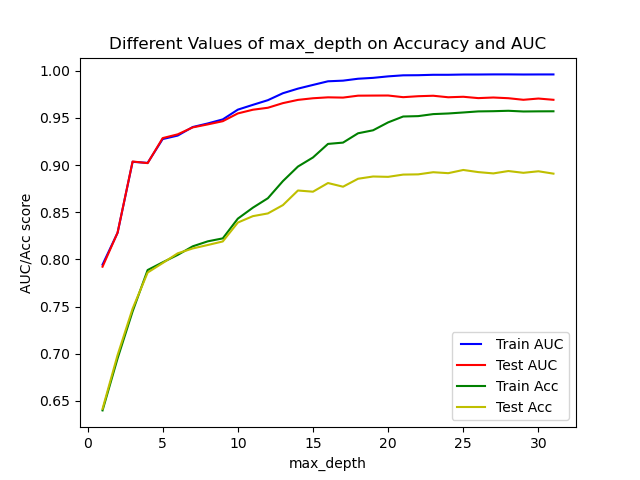 Different Values of max_depth on Accuracy and AUC
1.00
0.95
0.90
0.85
0.80
0.75
0.70
0.65
AUC/Acc score
0
5
10
15
20
25
30
max_depth
Train AUC
Test AUC
Train Acc
Test Acc